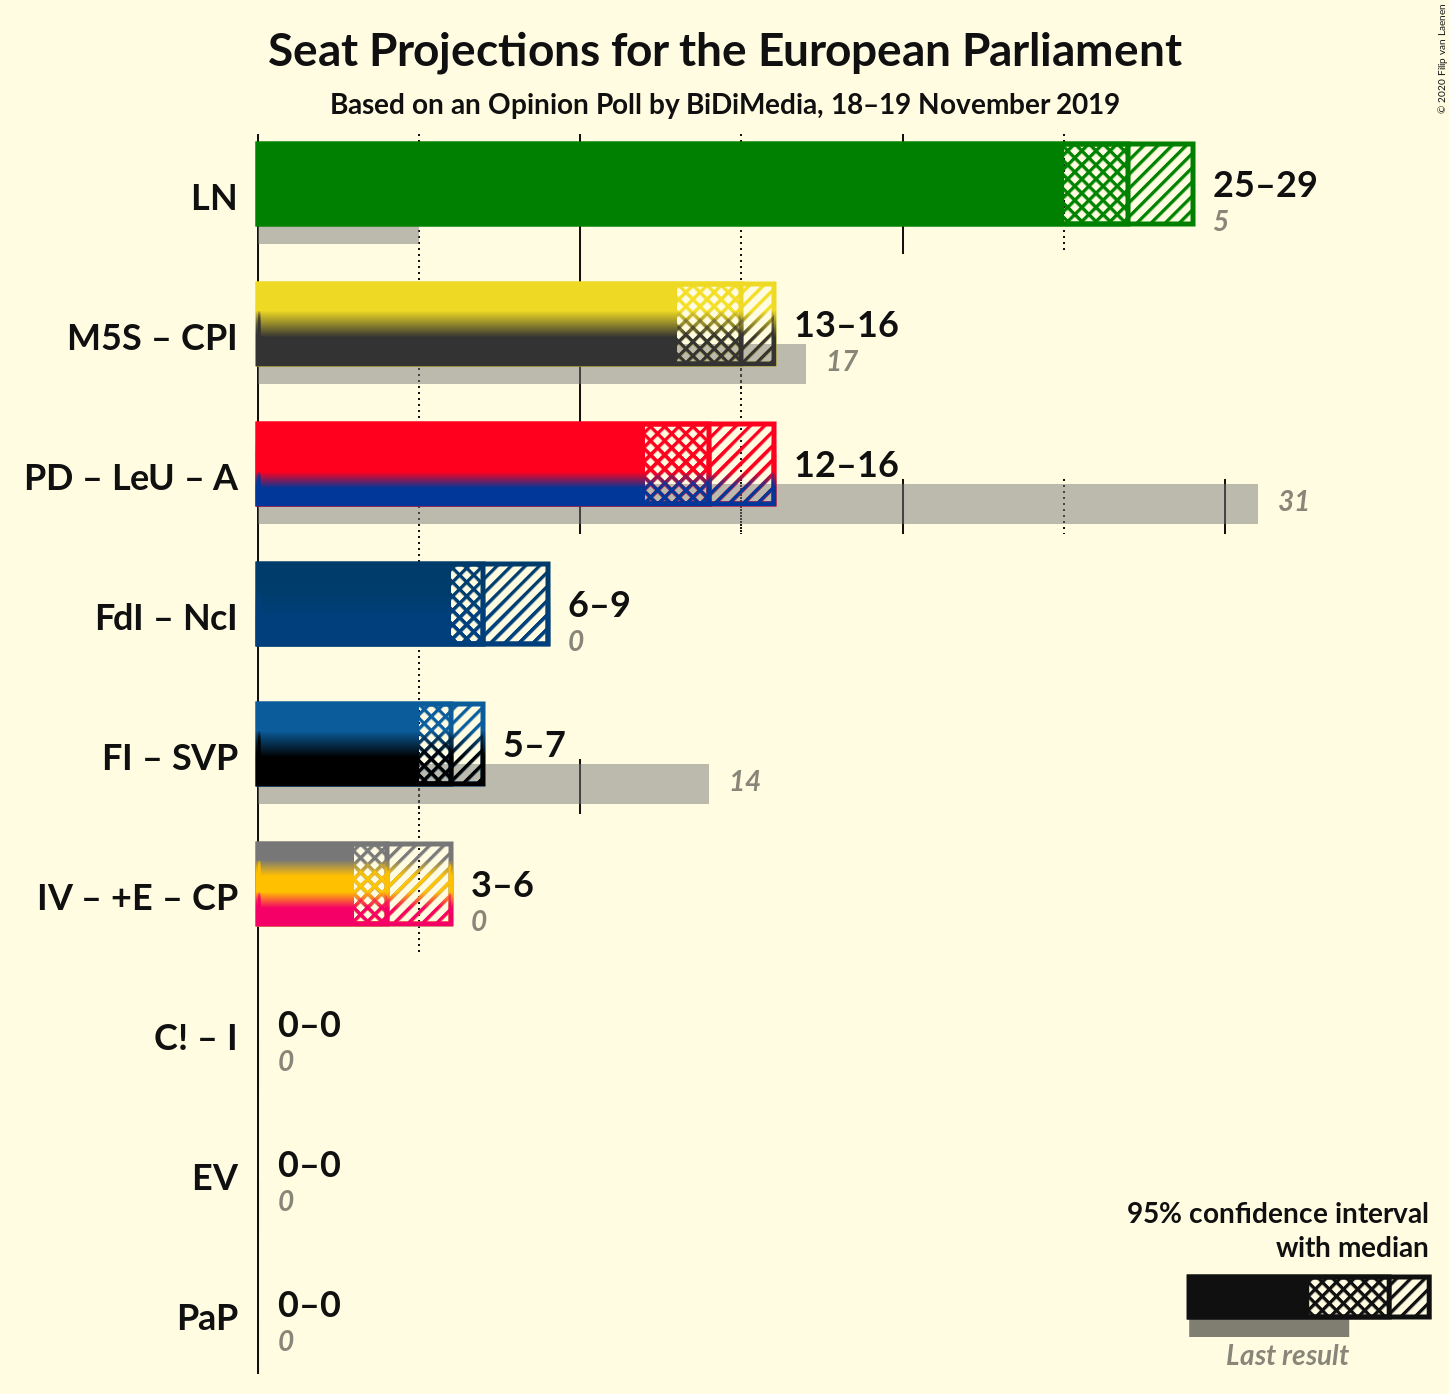 Seat Projections for the European Parliament
Based on an Opinion Poll by BiDiMedia, 18–19 November 2019
© 2020 Filip van Laenen
LN
25–29
5
M5S – CPI
13–16
17
PD – LeU – A
12–16
31
FdI – NcI
6–9
0
FI – SVP
5–7
14
IV – +E – CP
3–6
0
C! – I
0–0
0
EV
0–0
0
PaP
0–0
0
95% confidence interval
with median
Last result